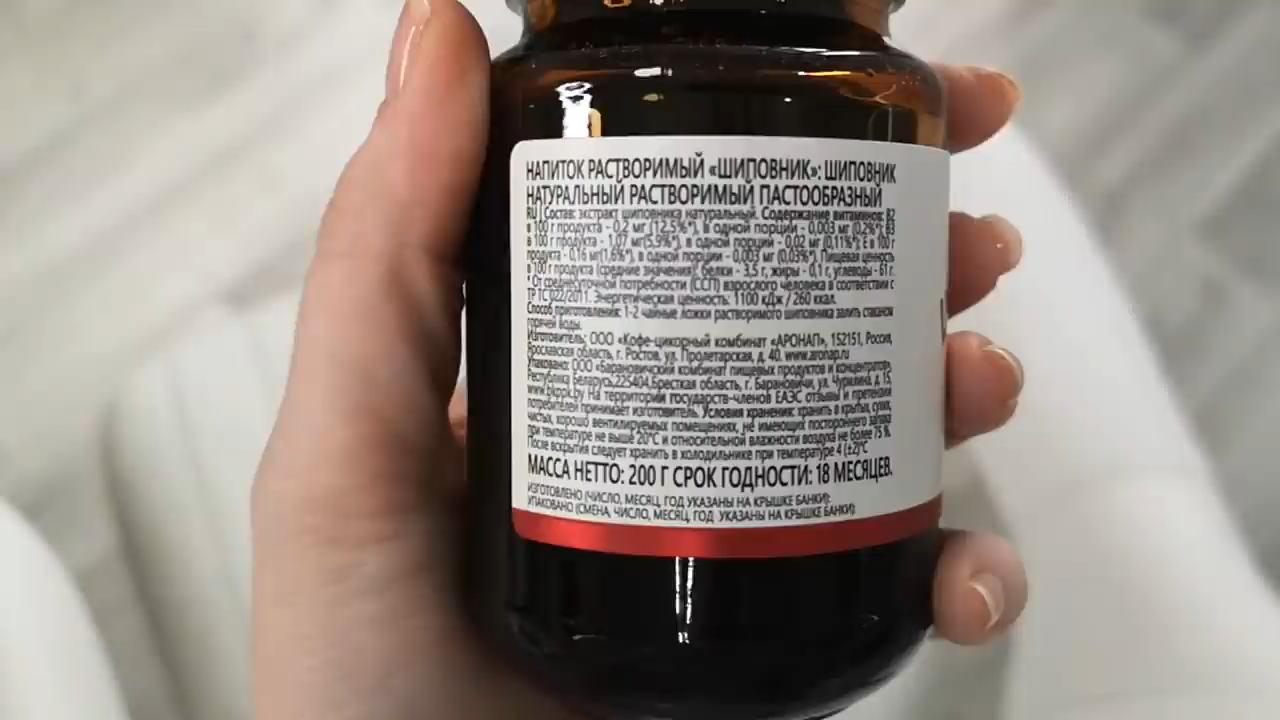 НАПИТОК РАСТВОРИМЫЙ «ШИПОВНИК»: ШИПОВНИК
НАТУРАЛЬНЫЙ РАСТВОРИМЫЙ ПАСТООБРАЗНЫЙ
RU | Состав: экстракт шиповника натуральный. Содержание витаминов: В2
в 100 г продукта - 0,2 мг (12,5%*), в одной порции - 0,003 мг (0,2%*); В3
в 100 г продукта - 1,07 мг(5,9%*), в одной порции - 0,02 мг (0,11%*); Е в 100 г
продукта - 0,16 мг(1,6%*), в одной порции - 0,003 мг (0,03%*). Пищевая ценность
в 100 г продукта (средние значения): белки - 3,5 г, жиры - 0,1 г, углеводы - 61 г.
* От среднесуточной потребности (ССП) взрослого человека в соответствии с
ТР ТС 022/2011. Энергетическая ценность: 1100 кДж / 260 ккал.
Способ приготовления: 1-2 чайные ложки растворимого шиповника залить стаканом
горячей воды.
Изготовитель: ООО «Кофе-цикорный комбинат «АРОНАП», 152151, Россия,
Ярославская область, г. Ростов, ул. Пролетарская, д. 40. www.aronap.ru
Упаковано: ООО «Барановичский комбинат пищевых продуктов и концентратов»
Республика Беларусь,225404,Брестская область, г. Барановичи, ул. Чурилина, д. 15,
www.bkppk.by На территории государств-членов ЕАЭС отзывы и претензии
потребителей принимает изготовитель. Условия хранения: хранить в крытых, сухих,
чистых, хорошо вентилируемых помещениях, не имеющих постороннего запаха
при температуре не выше 20°С и относительной влажности воздуха не более 75 %.
После вскрытия следует хранить в холодильнике при температуре 4 (±2)°С
МАССА НЕТТО: 200 Г СРОК ГОДНОСТИ: 18 МЕСЯЦЕВ.
ИЗГОТОВЛЕНО (ЧИСЛО, МЕСЯЦ, ГОД УКАЗАНЫ НА КРЫШКЕ БАНКИ):
УПАКОВАНО (СМЕНА, ЧИСЛО, МЕСЯЦ, ГОД УКАЗАНЫ НА КРЫШКЕ БАНКИ):